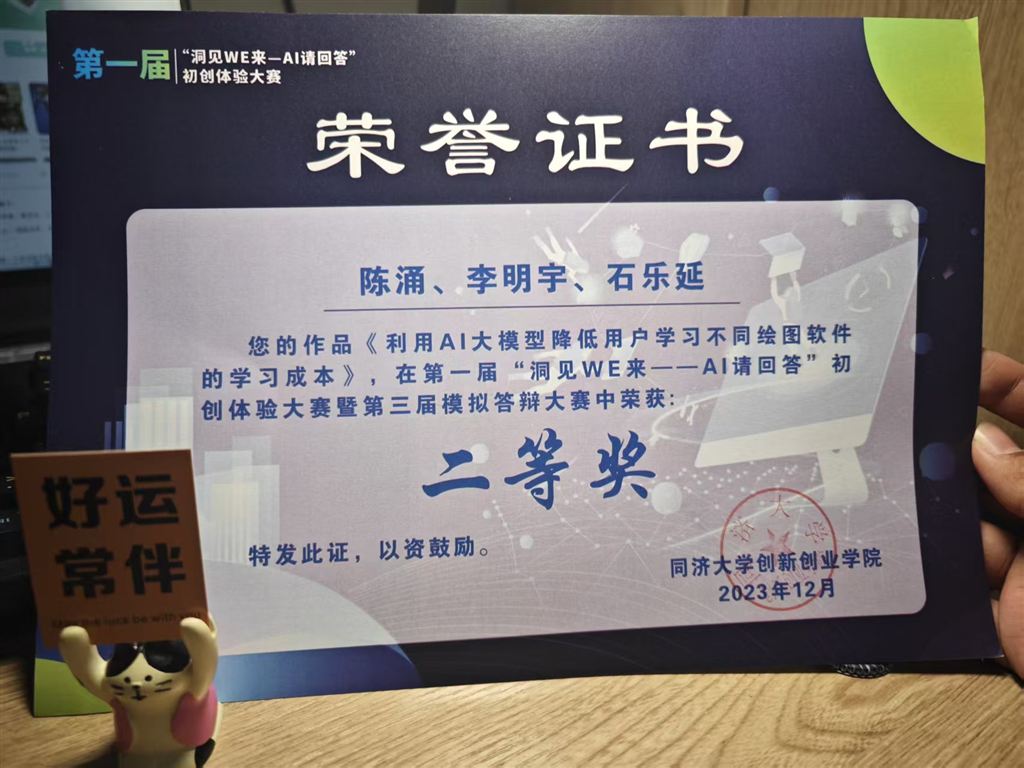 第一届
“洞见WE来—AI请回答”
初创体验大赛
荣誉证书
陈涌、李明宇、石乐延
您的作品《利用AI大模型降低用户学习不同绘图软件
的学习成本》，在第一届“洞见WE来——AI请回答”初
创体验大赛暨第三届模拟答辩大赛中荣获：
二等奖
特发此证，以资鼓励。
同济大学创新创业学院
2023年12月
好运
常伴
the luck be with you